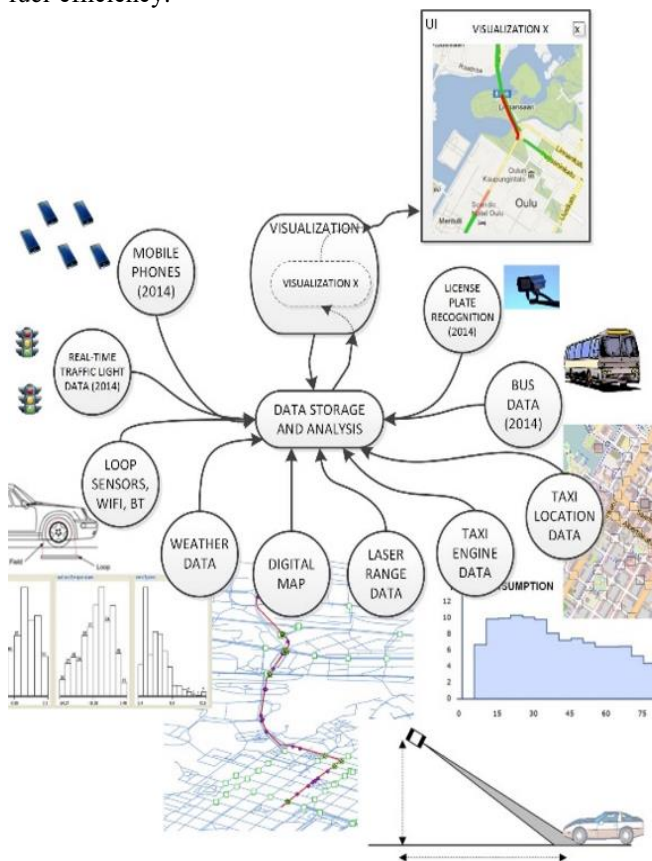 fuel efficiency.
UI
VISUALIZATION X
X
Oulu
VISUALIZATION
VISUALIZATION X
MOBILE
PHONES
(2014)
LICENSE
PLATE
RECOGNITION
(2014)
REAL-TIME
TRAFFIC LIGHT
DATA (2014)
BUS
DATA
(2014)
DATA STORAGE
AND ANALYSIS
LOOP
SENSORS,
WIFI, BT
TAXI
LOCATION
DATA
WEATHER
DATA
DIGITAL
MAP
LASER
RANGE
DATA
TAXI
ENGINE
DATA
Field
Loop
SUMPTION
12
10
8
6
4
2
0
0 15 30 45 60 75